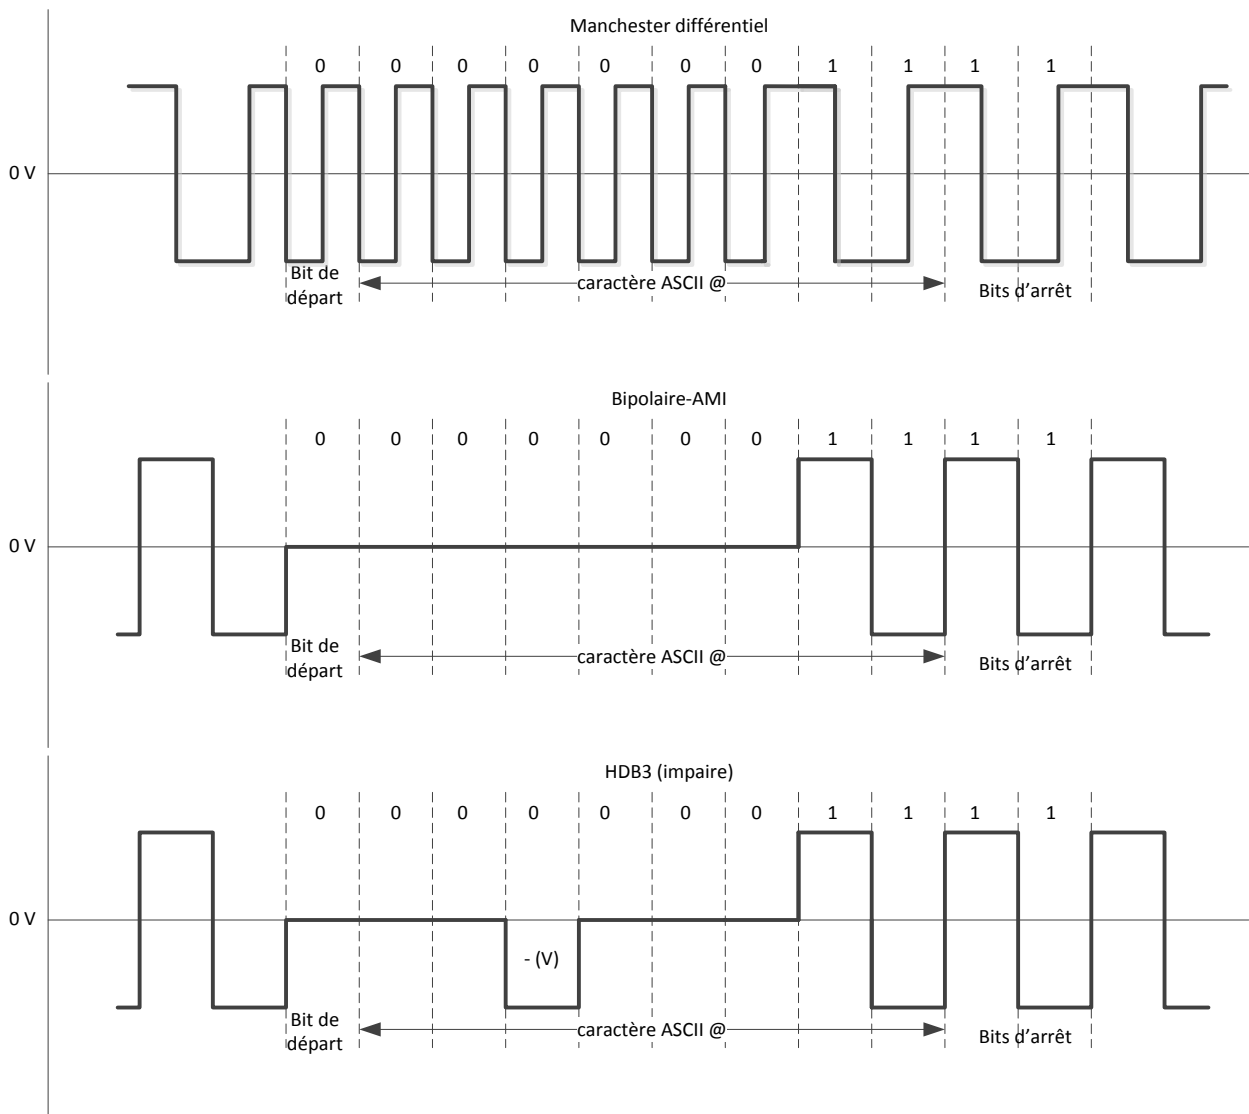 Manchester différentiel
0 0 0 0 0 0 0 1 1 1 1
0 V
Bit de
départ
caractère ASCII @
Bits d'arrêt
Bipolaire-AMI
0 0 0 0 0 0 0 1 1 1 1
0 V
Bit de
départ
caractère ASCII @
Bits d'arrêt
HDB3 (impaire)
0 0 0 0 0 0 0 1 1 1 1
0 V
- (V)
Bit de
départ
caractère ASCII @
Bits d'arrêt